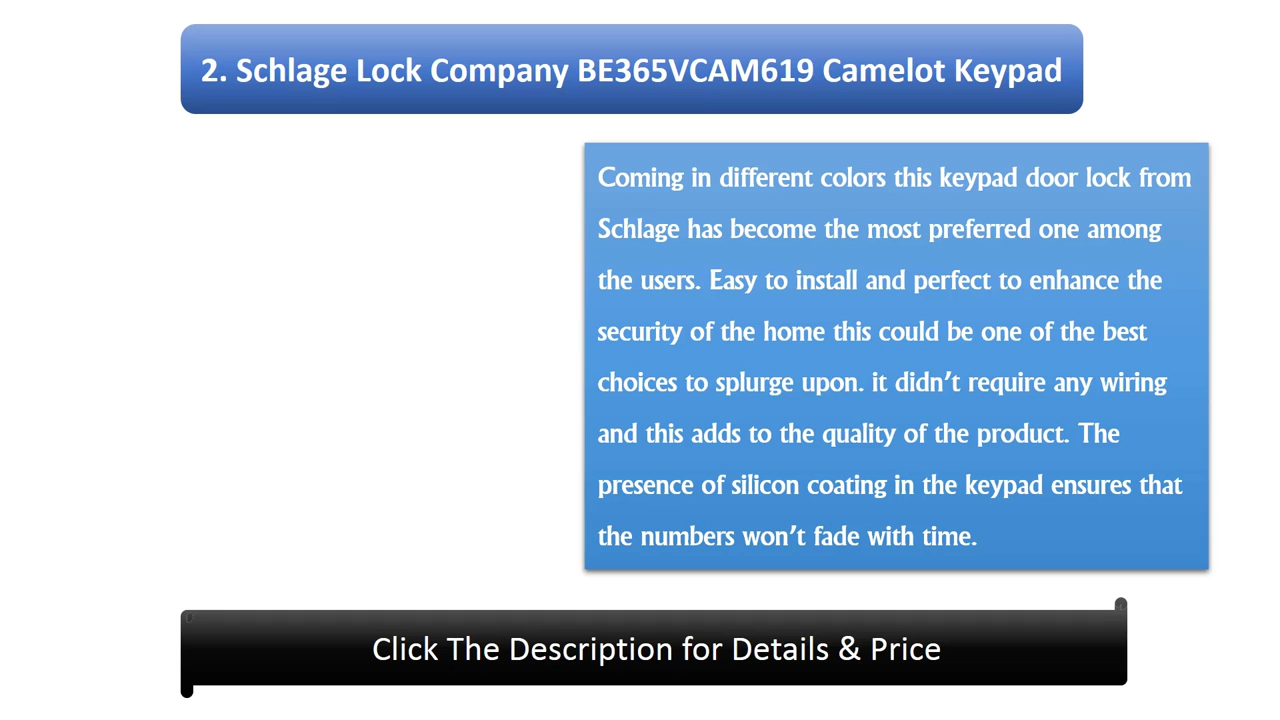 2. Schlage Lock Company BE365VCAM619 Camelot Keypad
Coming in different colors this keypad door lock from
Schlage has become the most preferred one among
the users. Easy to install and perfect to enhance the
security of the home this could be one of the best
choices to splurge upon. it didn’t require any wiring
and this adds to the quality of the product. The
presence of silicon coating in the keypad ensures that
the numbers won’t fade with time.
Click The Description for Details & Price